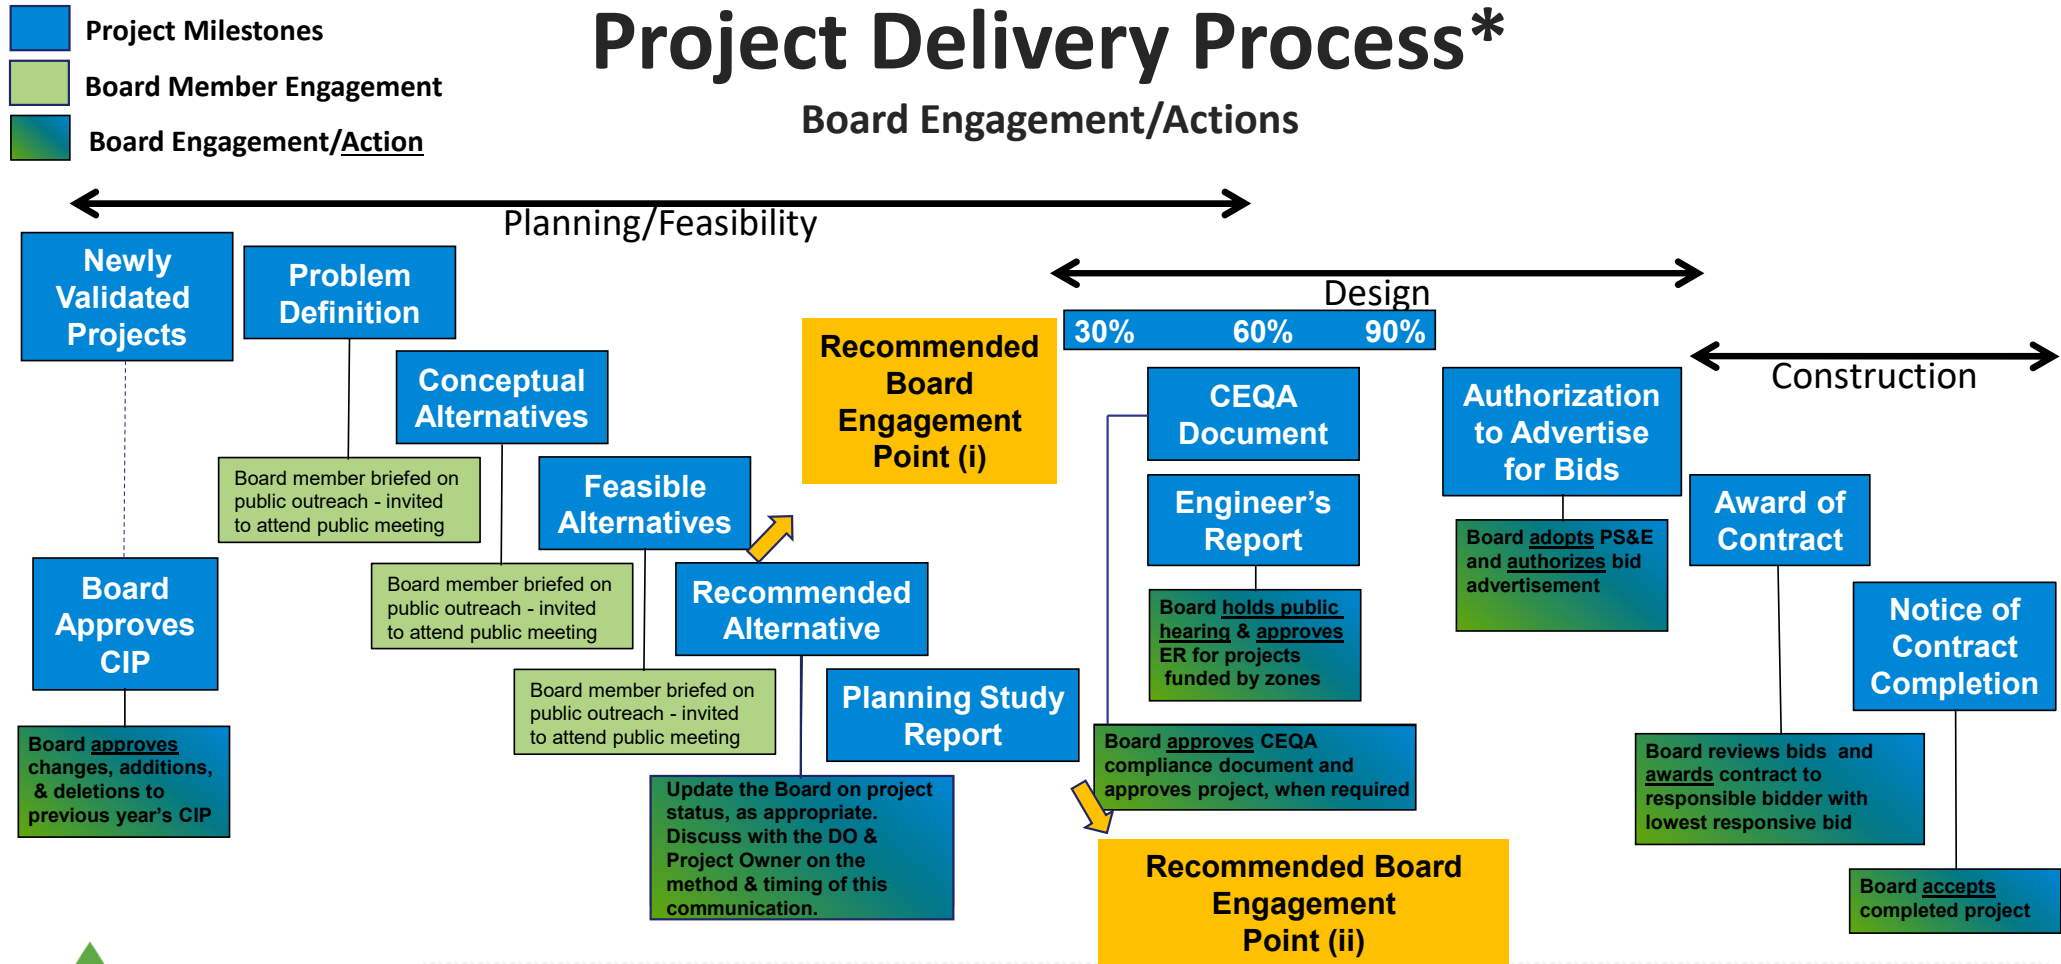 Project Milestones
Board Member Engagement
Board Engagement/Action
Project Delivery Process*
Board Engagement/Actions
Planning/Feasibility
Newly
Validated
Projects
Board
Approves
CIP
Board approves
changes, additions,
& deletions to
previous year's CIP
Problem
Definition
Board member briefed on
public outreach - invited
to attend public meeting
Conceptual
Alternatives
Board member briefed on
public outreach - invited
to attend public meeting
Feasible
Alternatives
Board member briefed on
public outreach - invited
to attend public meeting
Recommended
Alternative
Update the Board on project
status, as appropriate.
Discuss with the DO &
Project Owner on the
method & timing of this
communication.
Planning Study
Report
Recommended
Board
Engagement
Point (i)
Design
30% 60% 90%
CEQA
Document
Engineer's
Report
Board holds public
hearing & approves
ER for projects
funded by zones
Board approves CEQA
compliance document and
approves project, when required
Recommended Board
Engagement
Point (ii)
Authorization
to Advertise
for Bids
Board adopts PS&E
and authorizes bid
advertisement
Construction
Award of
Contract
Board reviews bids and
awards contract to
responsible bidder with
lowest responsive bid
Notice of
Contract
Completion
Board accepts
completed project